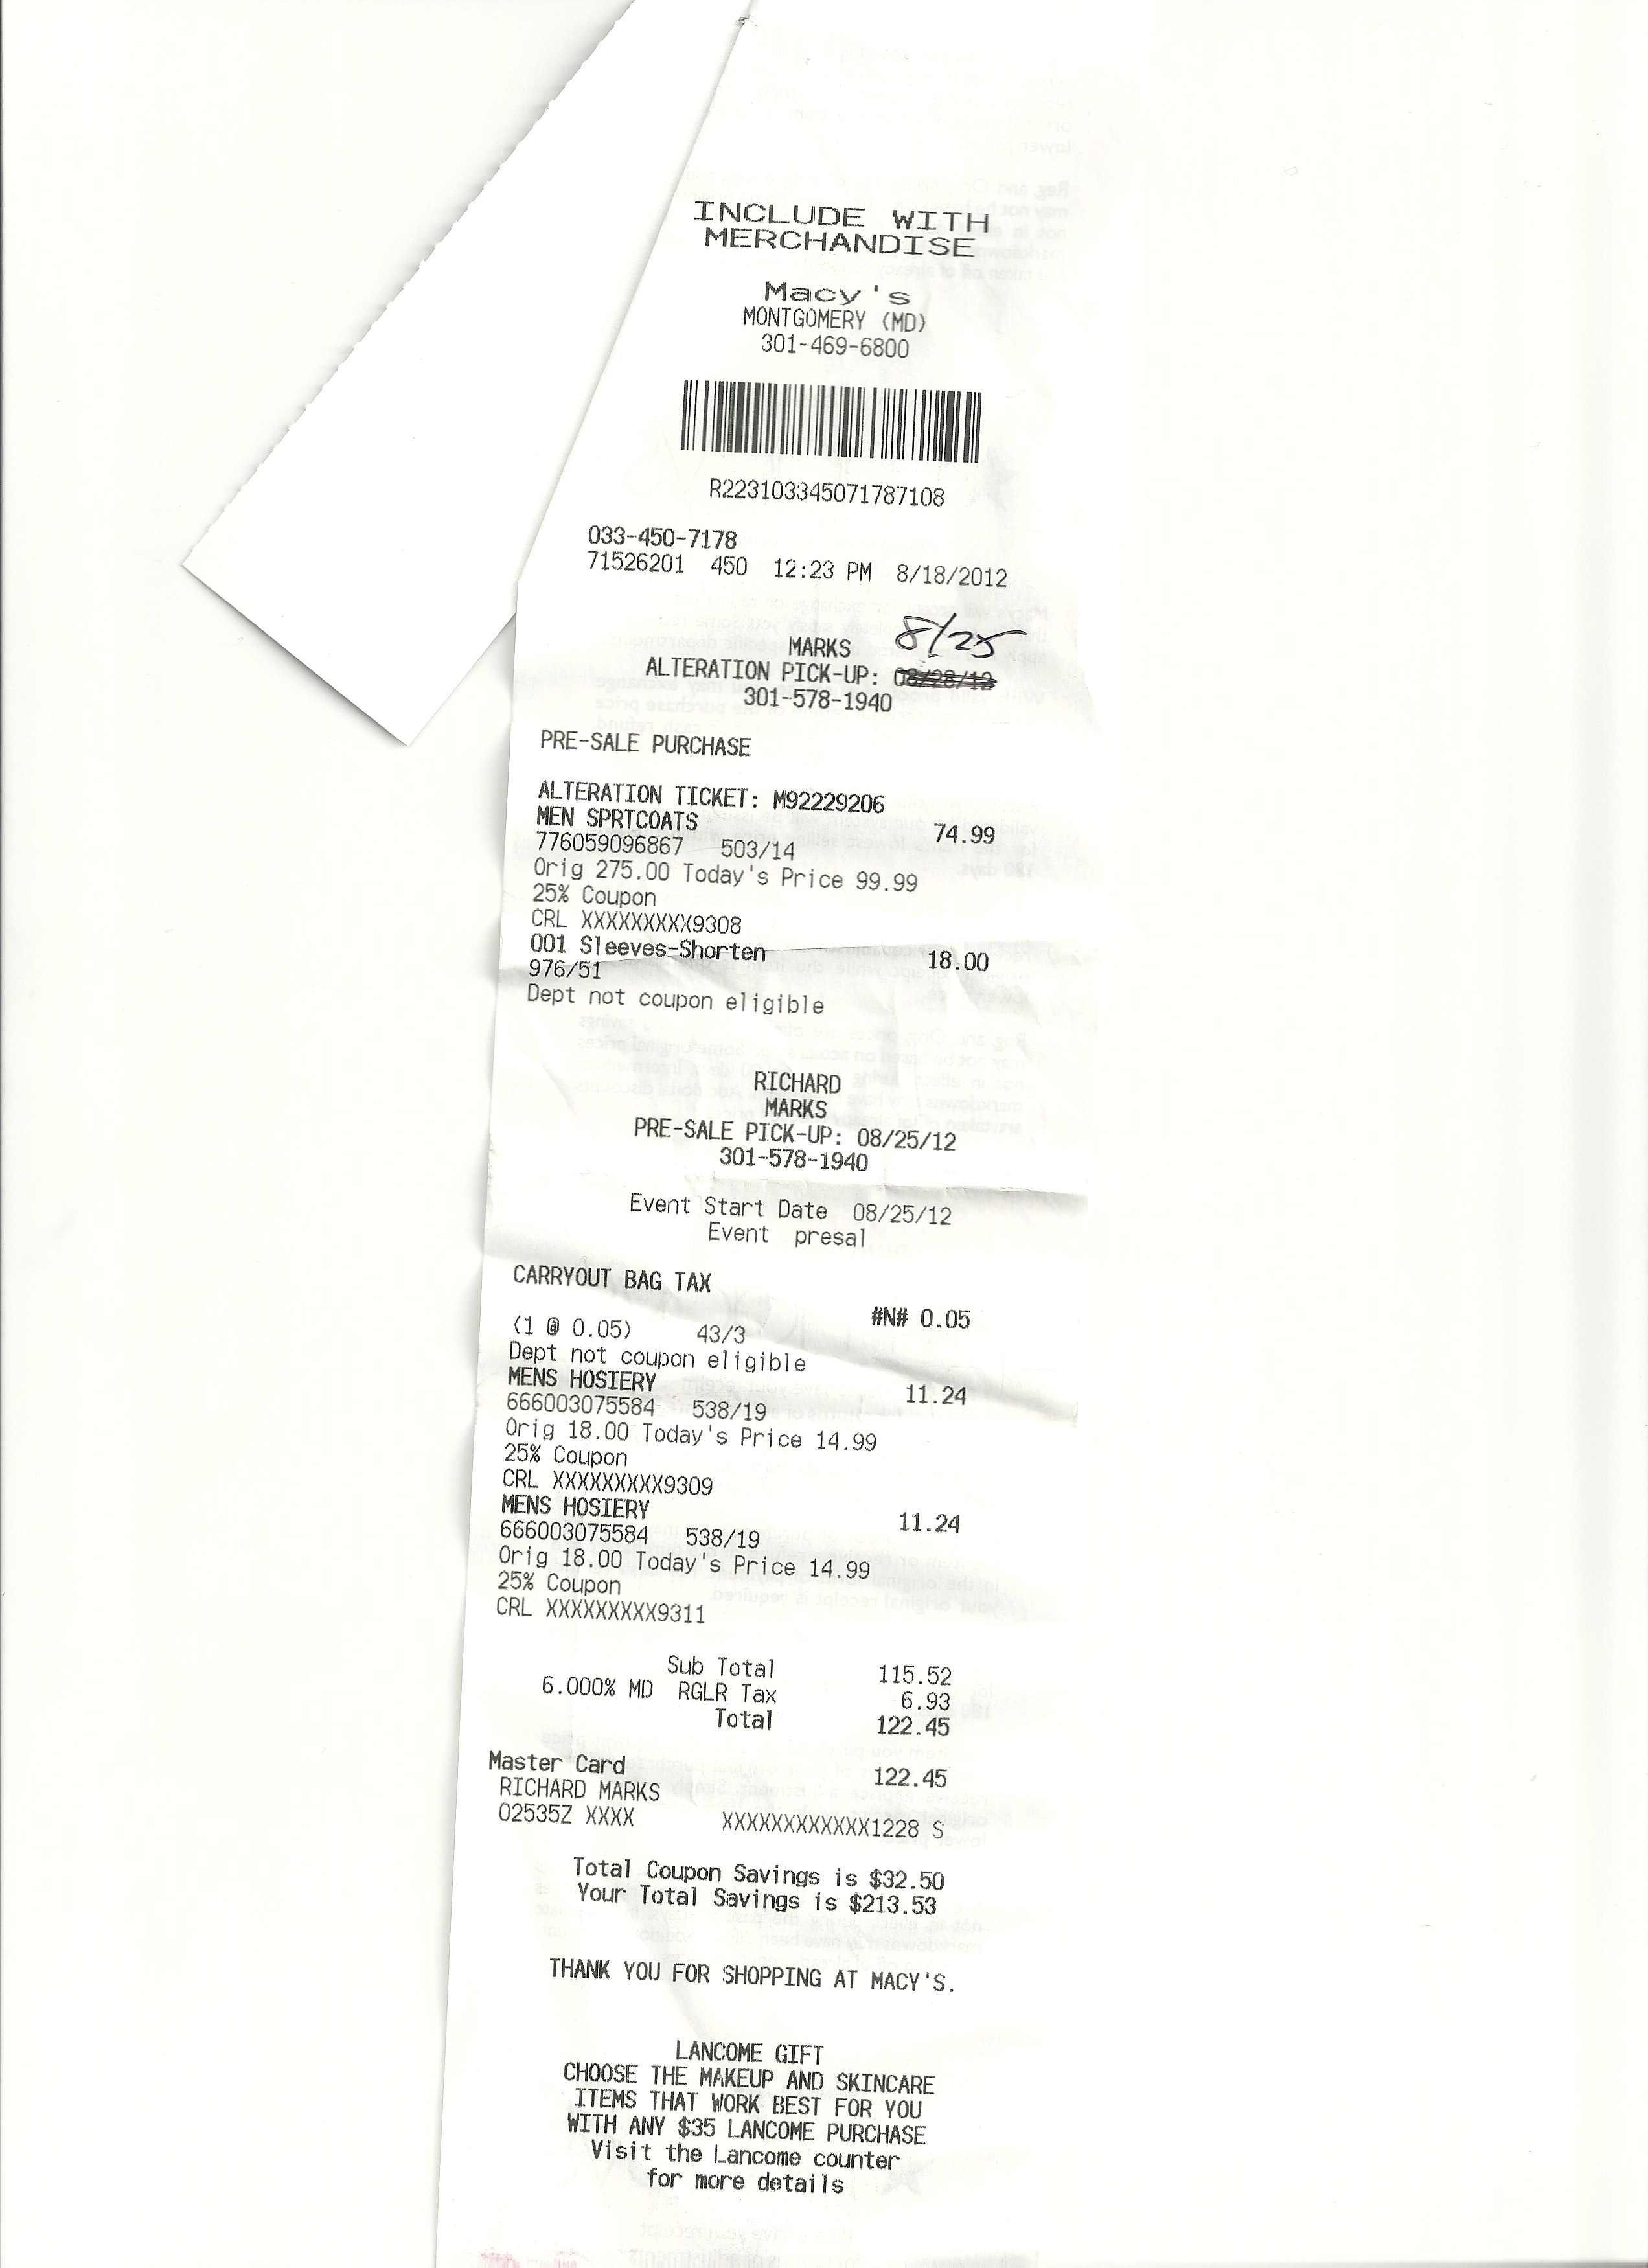 INCLUDE WITH
MERCHANDISE
Macy's
MONTGOMERY (MD)
301-469-6800
R223103345071787108
033-450-7178
71526201 450 12:23 PM 8/18/2012
8/25
MARKS
ALTERATION PICK-UP: 08/28/12
301-578-1940
PRE-SALE PURCHASE
ALTERATION TICKET: M92229206
MEN SPRTCOATS 74.99
776059096867 503/14
Orig 275.00 Today's Price 99.99
25% Coupon
CRL XXXXXXXXX9308
001 Sleeves-Shorten 18.00
976/51
Dept not coupon eligible
RICHARD
MARKS
PRE-SALE PICK-UP: 08/25/12
301-578-1940
Event Start Date 08/25/12
Event presal
CARRYOUT BAG TAX
#N# 0.05
(1 @ 0.05) 43/3
Dept not coupon eligible
MENS HOSIERY 11.24
666003075584 538/19
Orig 18.00 Today's Price 14.99
25% Coupon
CRL XXXXXXXXX9309
MENS HOSIERY 11.24
666003075584 538/19
Orig 18.00 Today's Price 14.99
25% Coupon
CRL XXXXXXXXX9311
Sub Total 115.52
6.000% MD RGLR Tax 6.93
Total 122.45
Master Card 122.45
RICHARD MARKS
02535Z XXXX XXXXXXXXXXXX1228 S
Total Coupon Savings is $32.50
Your Total Savings is $213.53
THANK YOU FOR SHOPPING AT MACY'S.
LANCOME GIFT
CHOOSE THE MAKEUP AND SKINCARE
ITEMS THAT WORK BEST FOR YOU
WITH ANY $35 LANCOME PURCHASE
Visit the Lancome counter
for more details